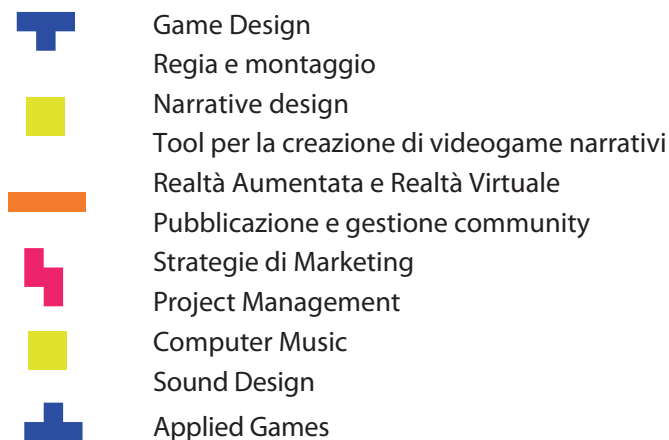 Game Design
Regia e montaggio
Narrative design
Tool per la creazione di videogame narrativi
Realtà Aumentata e Realtà Virtuale
Pubblicazione e gestione community
Strategie di Marketing
Project Management
Computer Music
Sound Design
Applied Games